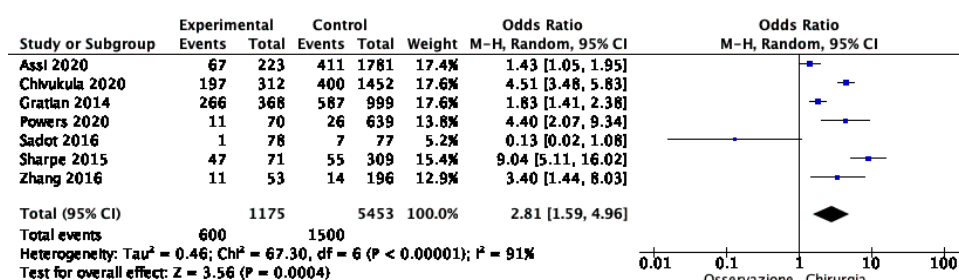 Experimental Control Odds Ratio Odds Ratio
Study or Subgroup Events Total Events Total Weight M-H, Random, 95% CI M-H, Random, 95% CI
Assi 2020 67 223 411 1781 17.4% 1.43 [1.05, 1.95]
Chivukula 2020 197 312 400 1452 17.6% 4.51 [3.48, 5.83]
Gratian 2014 266 368 587 999 17.6% 1.83 [1.41, 2.38]
Powers 2020 11 70 26 639 13.8% 4.40 [2.07, 9.34]
Sadot 2016 1 78 7 77 5.2% 0.13 [0.02, 1.08]
Sharpe 2015 47 71 55 309 15.4% 9.04 [5.11, 16.02]
Zhang 2016 11 53 14 196 12.9% 3.40 [1.44, 8.03]
Total (95% CI) 1175 5453 100.0% 2.81 [1.59, 4.96]
Total events 600 1500
Heterogeneity: Tau² = 0.46; Chi² = 67.30, df = 6 (P < 0.00001); I² = 91%
Test for overall effect: Z = 3.56 (P = 0.0004)
0.01 0.1 1 10 100
Osservazione Chirurgia